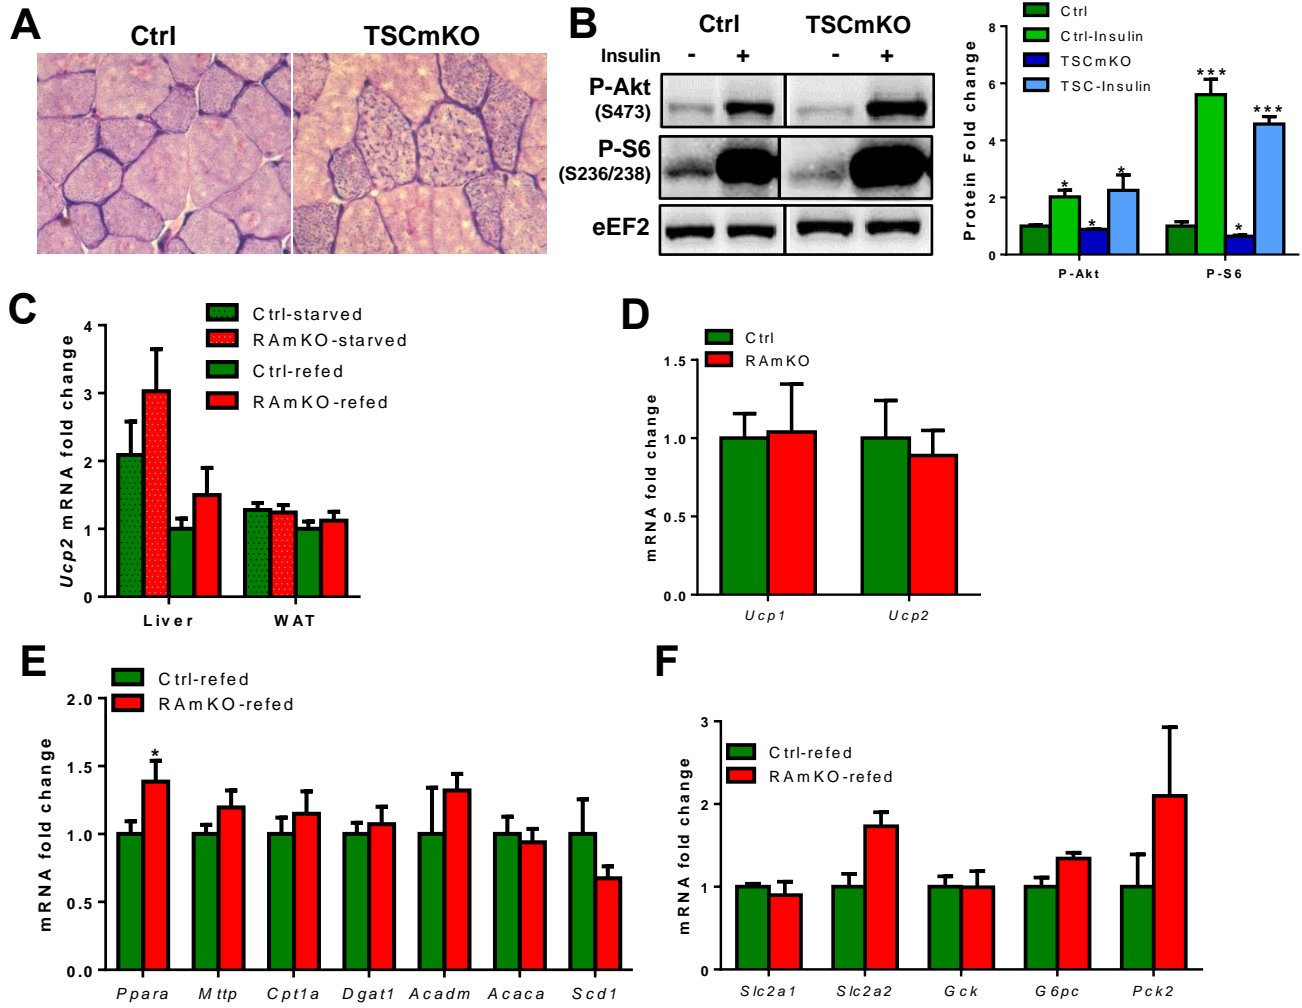 A
Ctrl
TSCmKO
B
Ctrl
TSCmKO
Insulin - + - +
P-Akt
(S473)
P-S6
(S236/238)
eEF2
Ctrl
Ctrl-Insulin
TSCmKO
TSC-Insulin
Protein Fold change
8
6
4
2
0
* * * *
* * * * * * *
P-Akt
P-S6
C
Ctrl-starved
RAmKO-starved
Ctrl-refed
RAmKO-refed
Ucp2 mRNA fold change
4
3
2
1
0
Liver
WAT
D
Ctrl
RAmKO
mRNA fold change
1.5
1.0
0.5
0.0
Ucp1
Ucp2
E
Ctrl-refed
RAmKO-refed
mRNA fold change
2.0
1.5
1.0
0.5
0.0
*
Ppara
Mttp
Cpt1a
Dgat1
Acadm
Acaca
Scd1
F
Ctrl-refed
RAmKO-refed
mRNA fold change
3
2
1
0
Slc2a1
Slc2a2
Gck
G6pc
Pck2